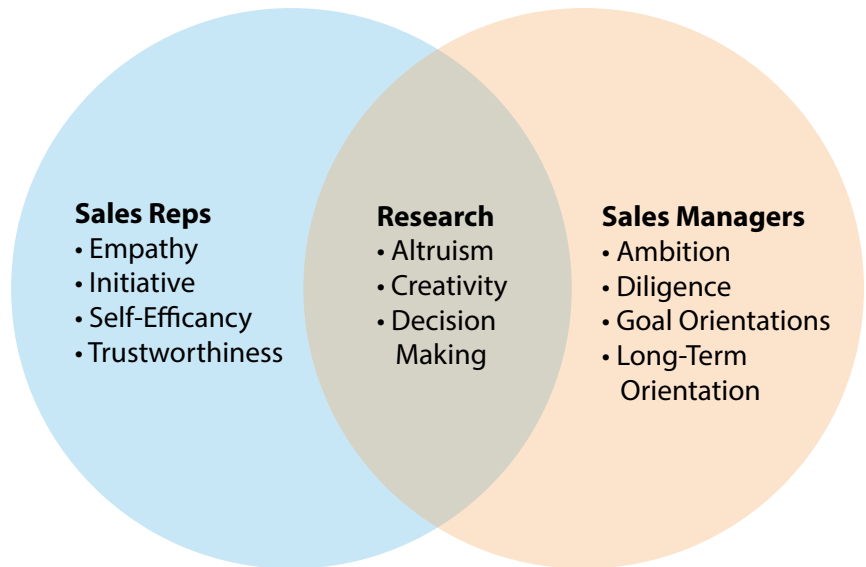 Sales Reps
• Empathy
• Initiative
• Self-Efficancy
• Trustworthiness
Research
• Altruism
• Creativity
• Decision
Making
Sales Managers
• Ambition
• Diligence
• Goal Orientations
• Long-Term
Orientation